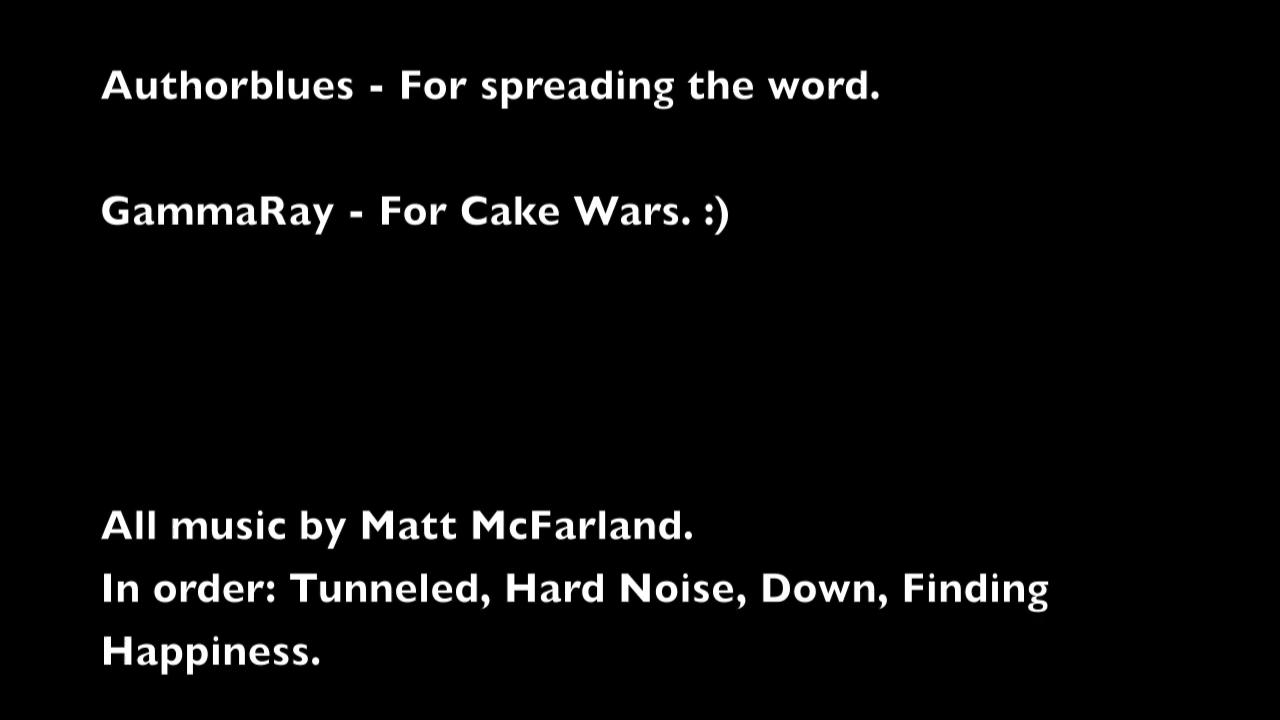 Authorblues - For spreading the word.
GammaRay - For Cake Wars. :)
All music by Matt McFarland.
In order: Tunneled, Hard Noise, Down, Finding
Happiness.